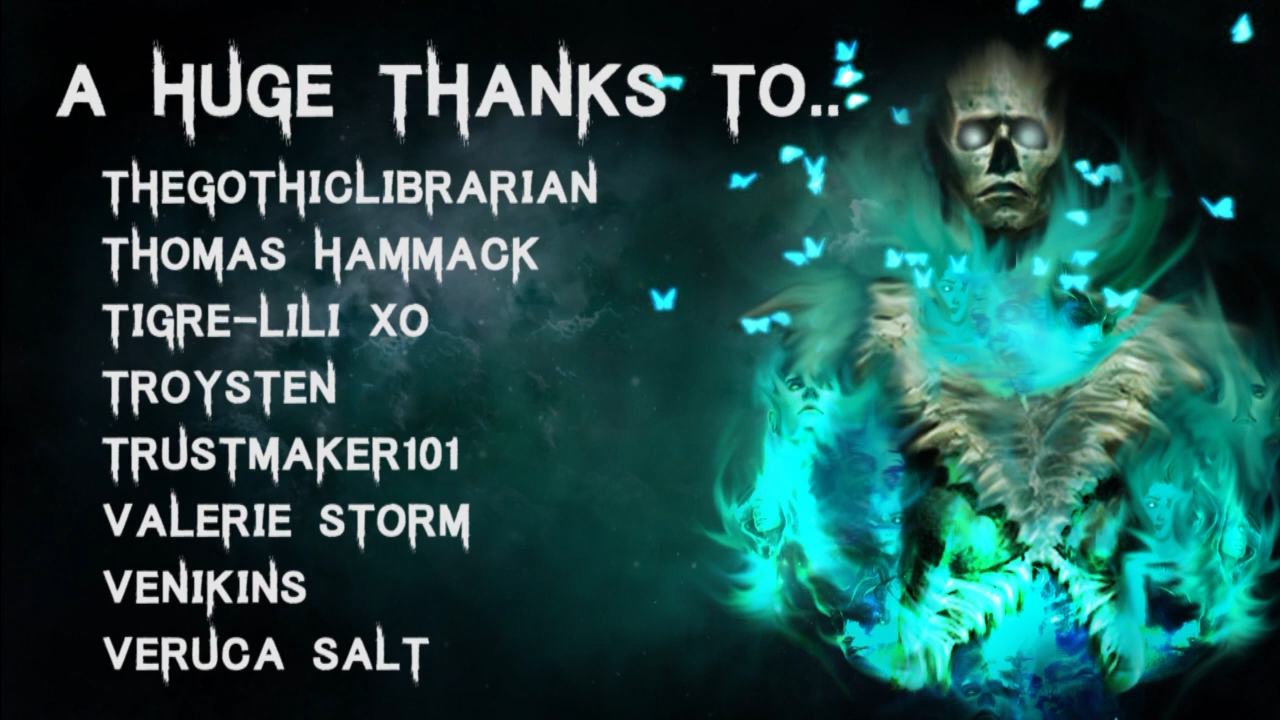 A HUGE THANKS TO..
THEGOTHICLIBRARIAN
THOMAS HAMMACK
TIGRE-LILI XO
TROYSTEN
TRUSTMAKER101
VALERIE STORM
VENIKINS
VERUCA SALT